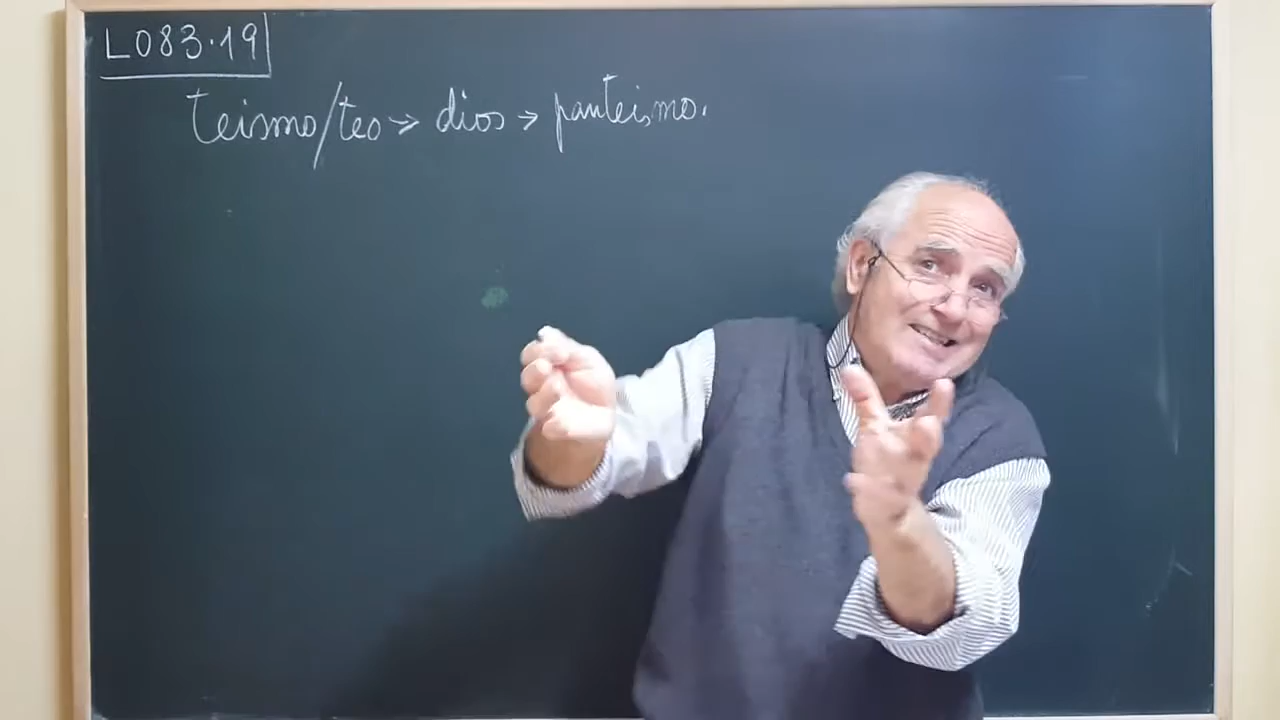 L083.19
teismo/teo → dios → panteismo.